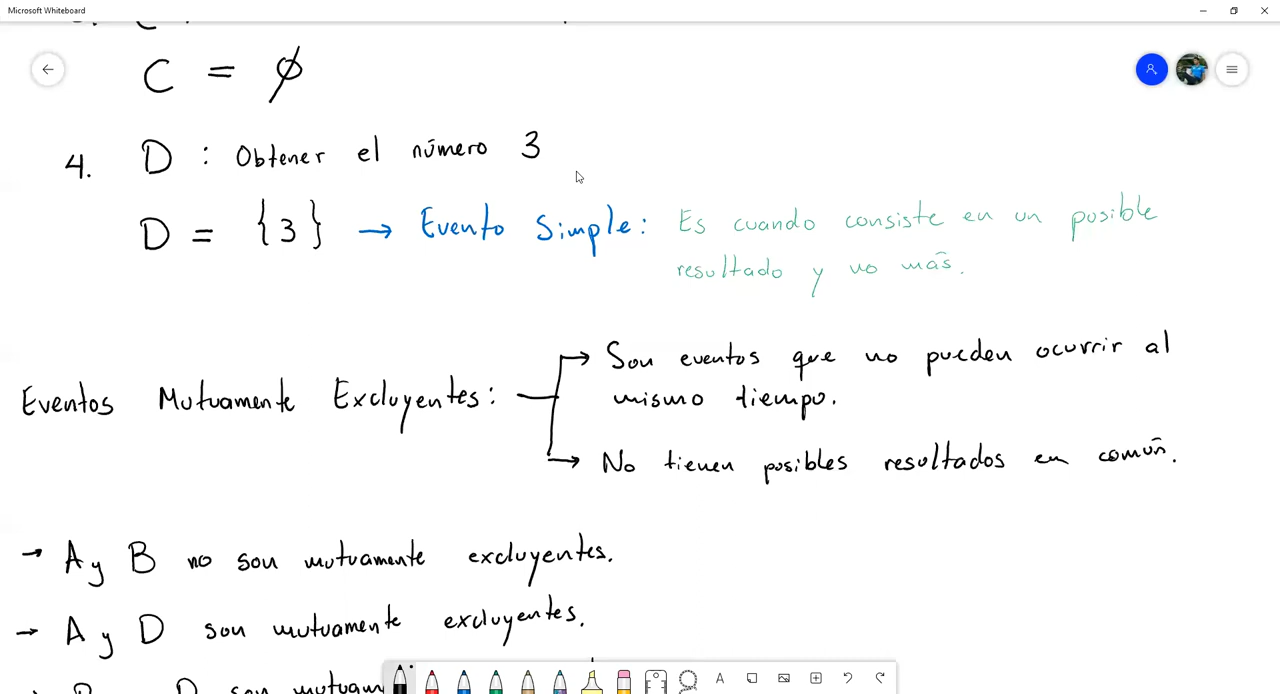 Microsoft Whiteboard
C = ∅
4. D : Obtener el número 3
D = {3} → Evento Simple: Es cuando consiste en un posible
resultado y no más.
Eventos Mutuamente Excluyentes:
→ Son eventos que no pueden ocurrir al
mismo tiempo.
→ No tienen posibles resultados en común.
→ A y B no son mutuamente excluyentes.
→ A y D son mutuamente excluyentes.
D son mutuam